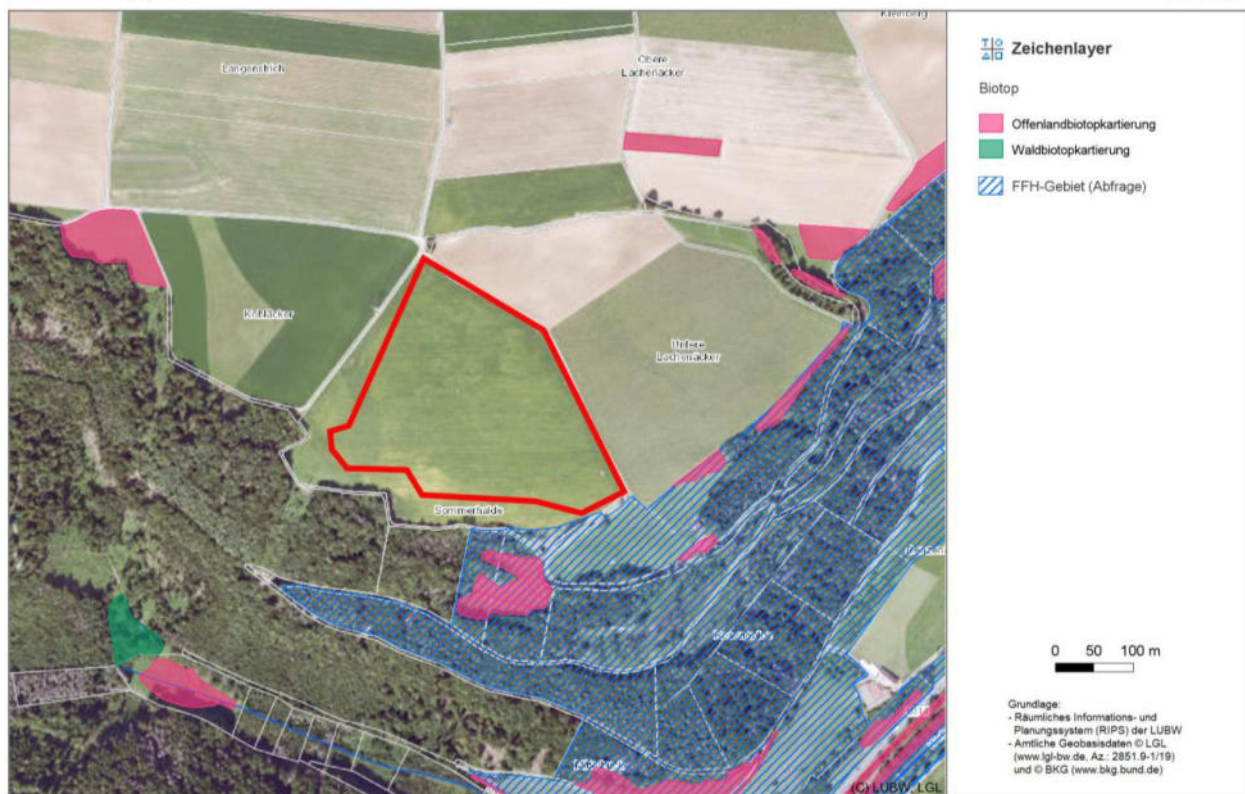 Kleinberg
Langenstrich
Obere
Lachenäcker
Untere
Lachenäcker
Sommerhalde
(C) LUBW, LGL
Zeichenlayer
Biotop
Offenlandbiotopkartierung
Waldbiotopkartierung
FFH-Gebiet (Abfrage)
0 50 100 m
Grundlage:
- Räumliches Informations- und
Planungssystem (RIPS) der LUBW
- Amtliche Geobasisdaten © LGL
(www.lgl-bw.de, Az.: 2851.9-1/19)
und © BKG (www.bkg.bund.de)